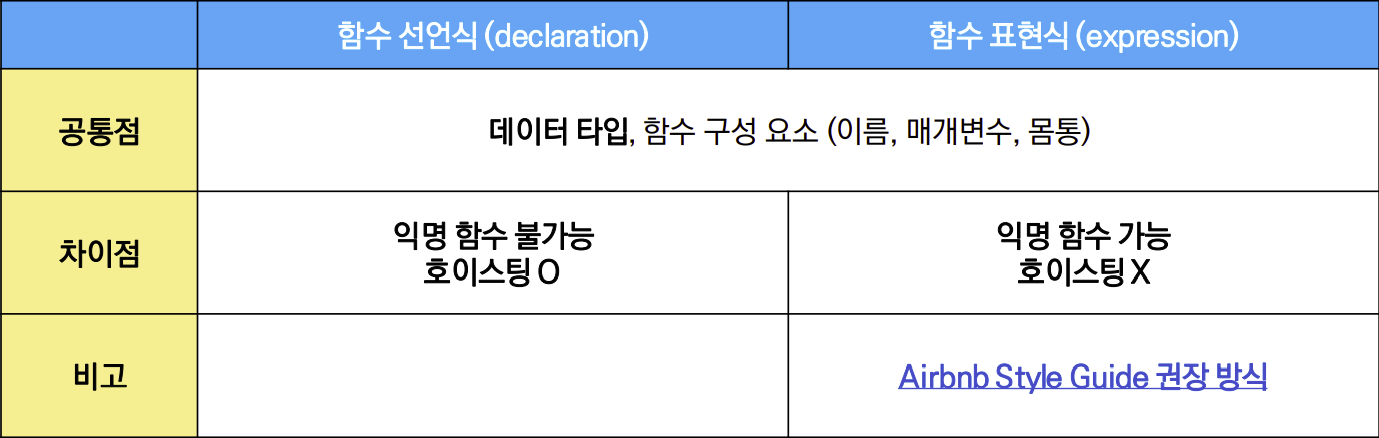 함수 선언식 (declaration)
함수 표현식 (expression)
공통점
데이터 타입, 함수 구성 요소 (이름, 매개변수, 몸통)
차이점
익명 함수 불가능
호이스팅 O
익명 함수 가능
호이스팅 X
비고
Airbnb Style Guide 권장 방식